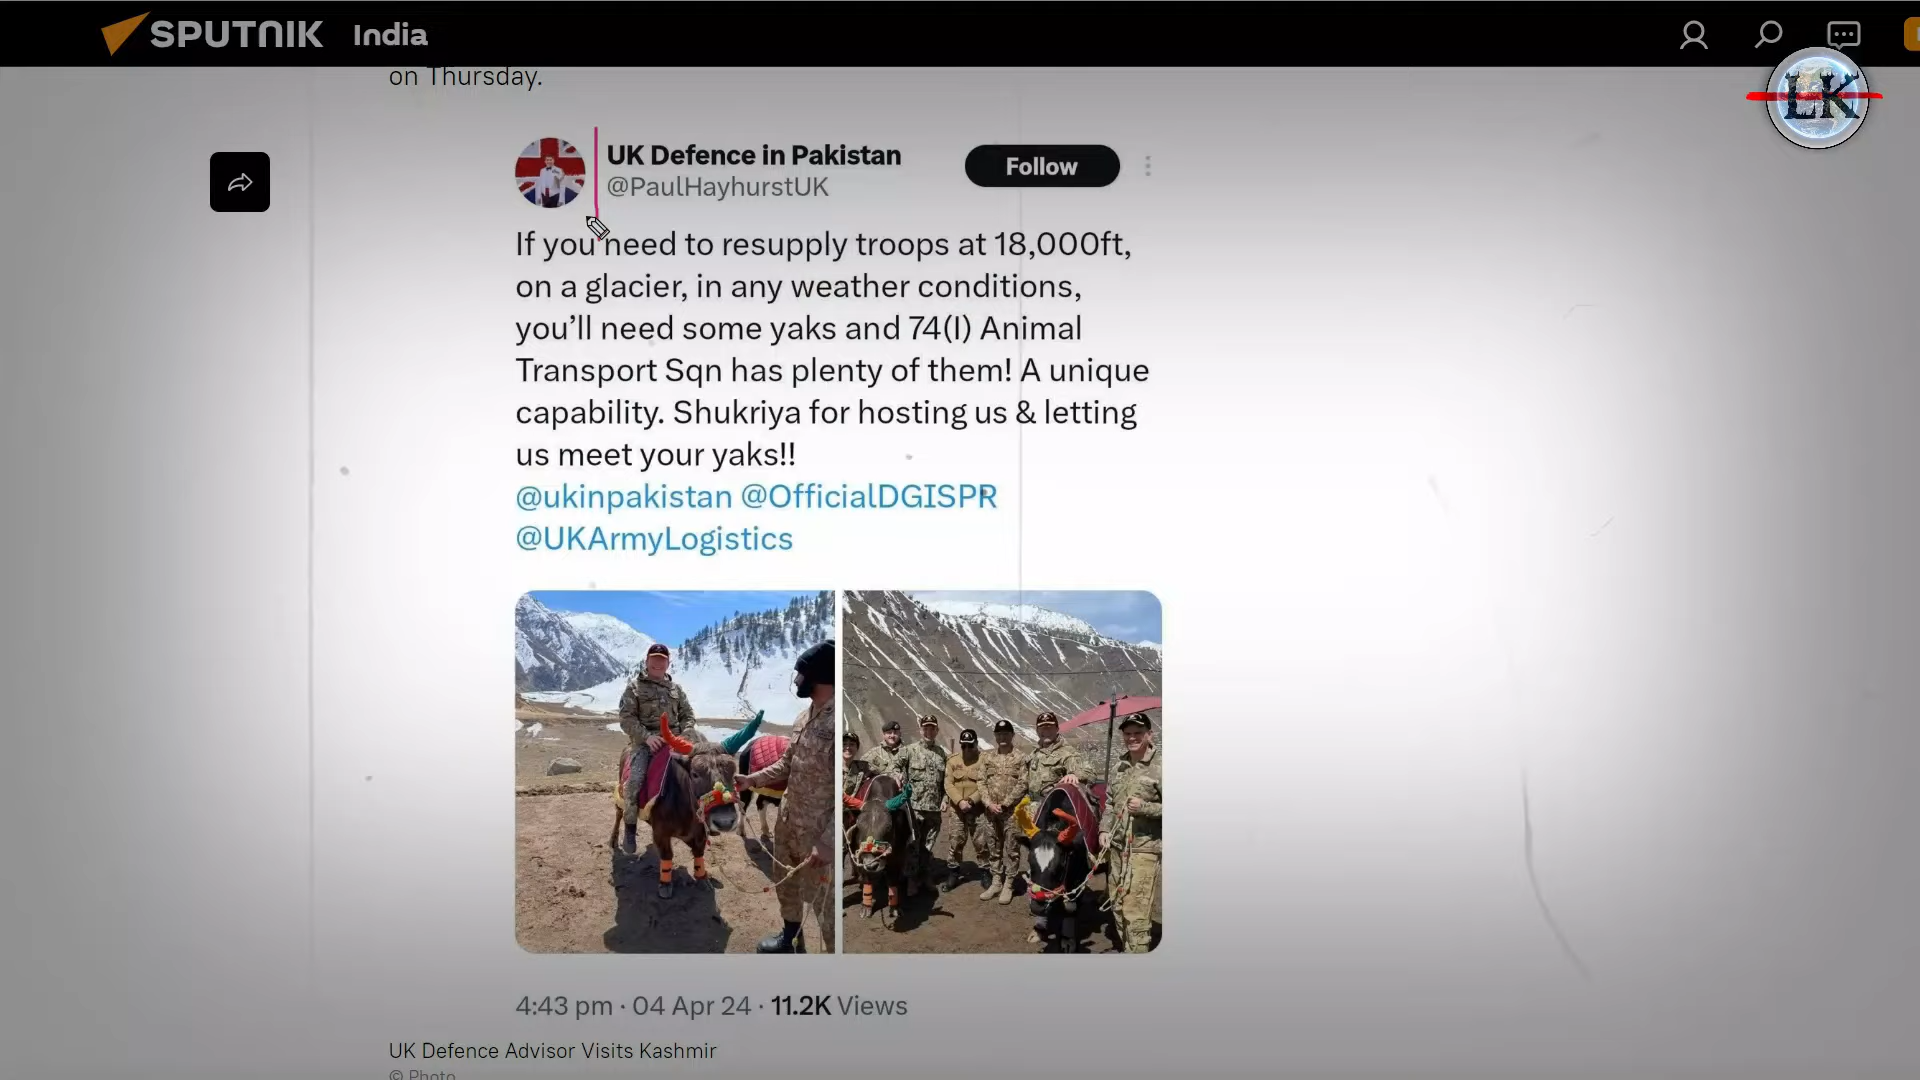 SPUTNIK India
LK
on Thursday.
UK Defence in Pakistan
@PaulHayhurstUK
Follow
If you need to resupply troops at 18,000ft,
on a glacier, in any weather conditions,
you’ll need some yaks and 74(I) Animal
Transport Sqn has plenty of them! A unique
capability. Shukriya for hosting us & letting
us meet your yaks!!
@ukinpakistan @OfficialDGISPR
@UKArmyLogistics
4:43 pm · 04 Apr 24 · 11.2K Views
UK Defence Advisor Visits Kashmir
© Photo